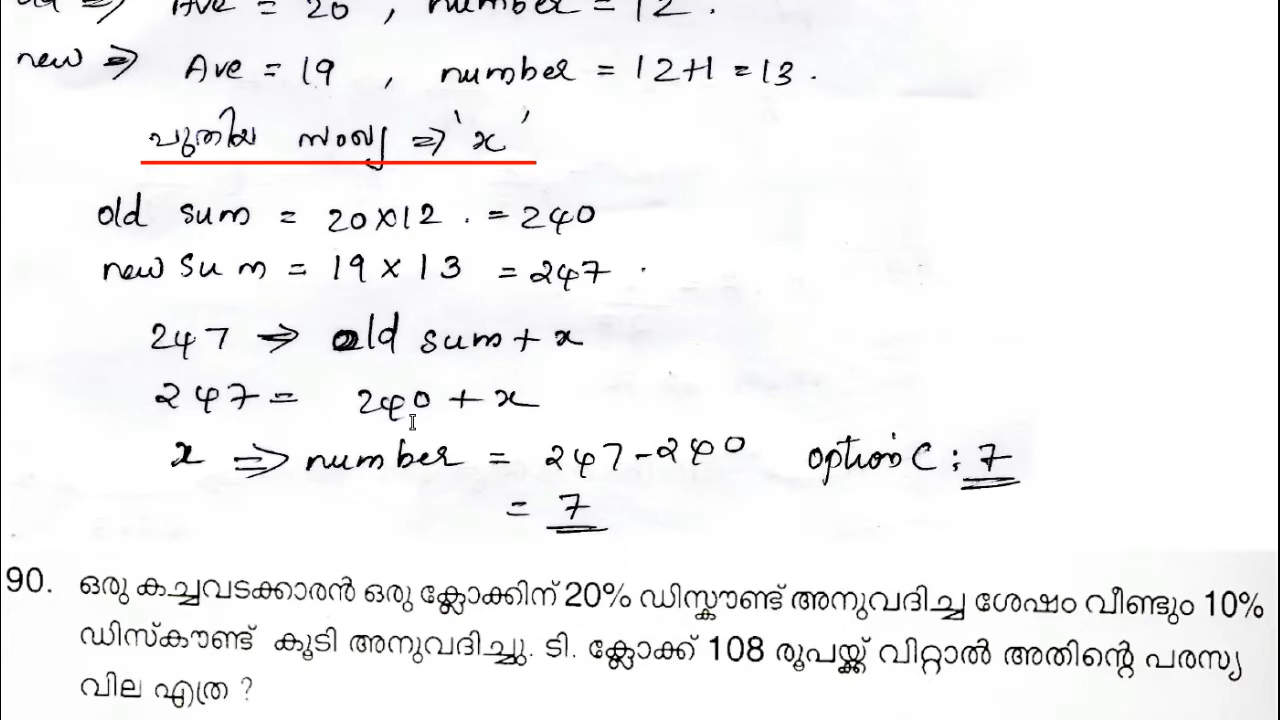 old ⇒ Ave = 20 , number = 12 .
new ⇒ Ave = 19 , number = 12+1 = 13 .
പുതിയ സംഖ്യ ⇒ 'x'
old sum = 20×12 . = 240
new sum = 19 × 13 = 247 .
247 ⇒ old sum + x
247 = 240 + x
x ⇒ number = 247-240 option C : 7
= 7
90. ഒരു കച്ചവടക്കാരൻ ഒരു ക്ലോക്കിന് 20% ഡിസ്കൗണ്ട് അനുവദിച്ച ശേഷം വീണ്ടും 10%
ഡിസ്കൗണ്ട് കൂടി അനുവദിച്ചു. ടി. ക്ലോക്ക് 108 രൂപയ്ക്ക് വിറ്റാൽ അതിന്റെ പരസ്യ
വില എത്ര ?